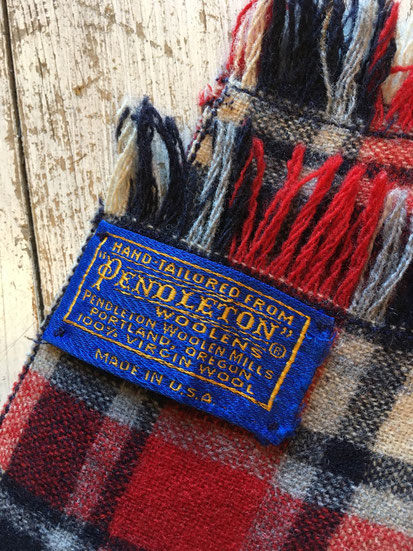 HAND-TAILORED FROM
"PENDLETON"®
WOOLENS
PENDLETON WOOLEN MILLS
PORTLAND, OREGON
100% VIRGIN WOOL
MADE IN U.S.A